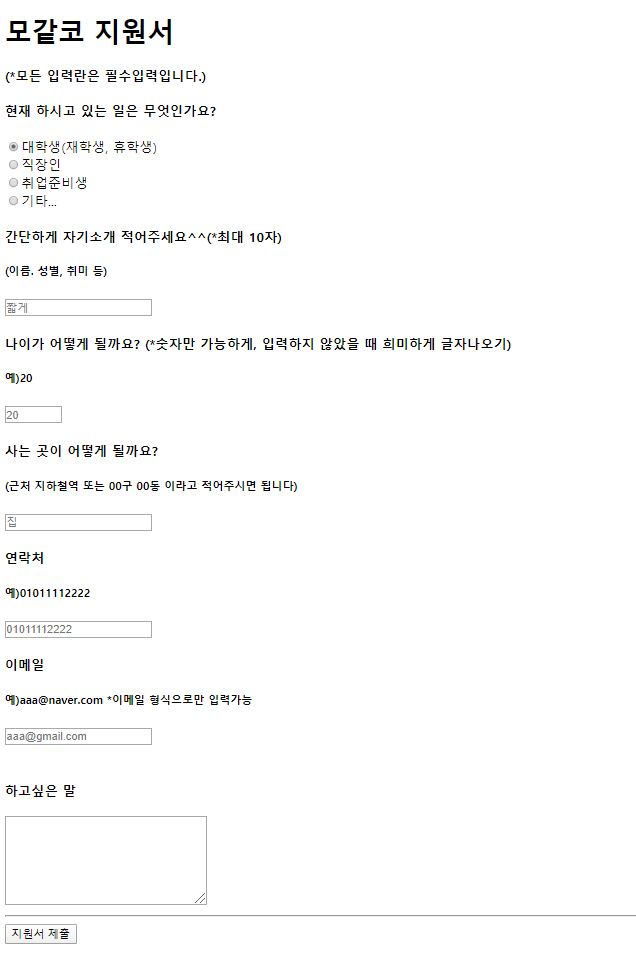 모같코 지원서
(*모든 입력란은 필수입력입니다.)
현재 하시고 있는 일은 무엇인가요?
대학생(재학생, 휴학생)
직장인
취업준비생
기타...
간단하게 자기소개 적어주세요^^(*최대 10자)
(이름. 성별, 취미 등)
짧게
나이가 어떻게 될까요? (*숫자만 가능하게, 입력하지 않았을 때 희미하게 글자나오기)
예)20
20
사는 곳이 어떻게 될까요?
(근처 지하철역 또는 00구 00동 이라고 적어주시면 됩니다)
집
연락처
예)01011112222
01011112222
이메일
예)aaa@naver.com *이메일 형식으로만 입력가능
aaa@gmail.com
하고싶은 말
지원서 제출